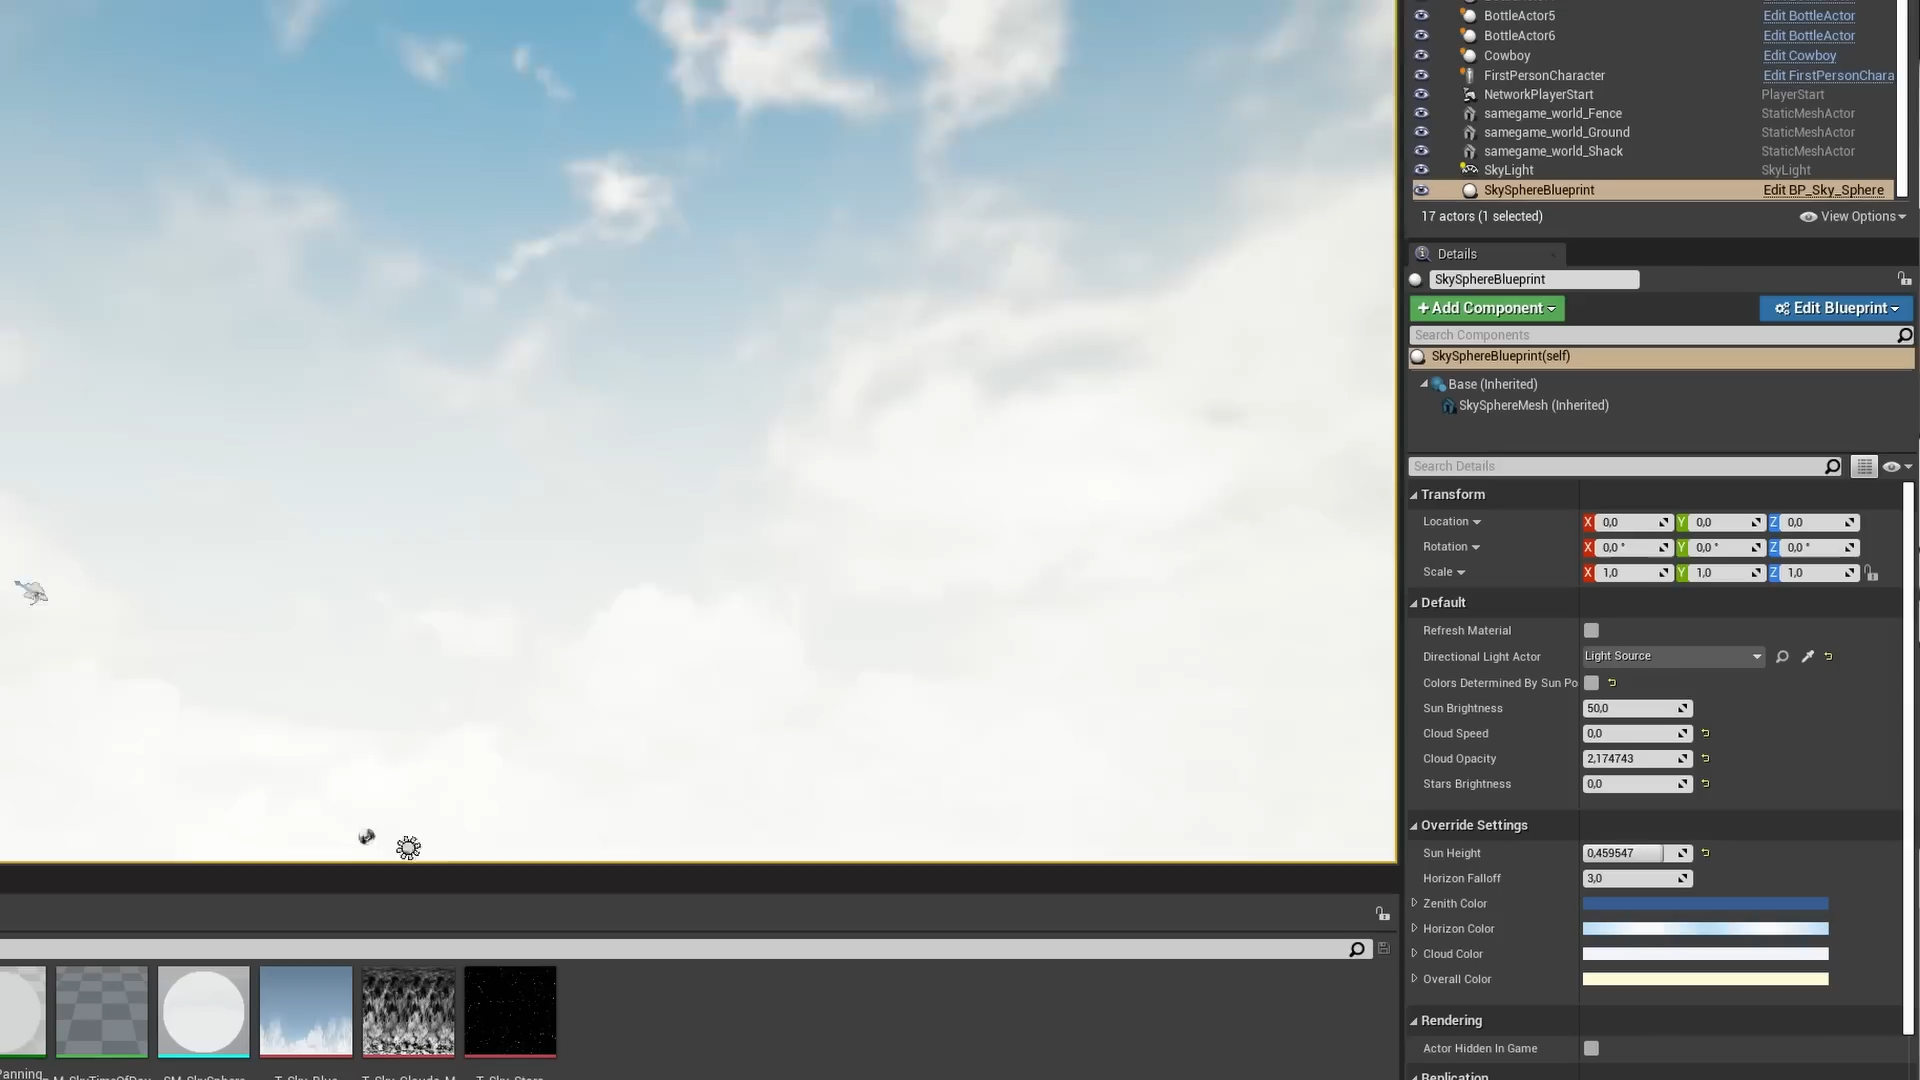 BottleActor5 Edit BottleActor
BottleActor6 Edit BottleActor
Cowboy Edit Cowboy
FirstPersonCharacter Edit FirstPersonChara
NetworkPlayerStart PlayerStart
samegame_world_Fence StaticMeshActor
samegame_world_Ground StaticMeshActor
samegame_world_Shack StaticMeshActor
SkyLight SkyLight
SkySphereBlueprint Edit BP_Sky_Sphere
17 actors (1 selected) View Options
Details
SkySphereBlueprint
+ Add Component Edit Blueprint
Search Components
SkySphereBlueprint(self)
Base (Inherited)
SkySphereMesh (Inherited)
Search Details
Transform
Location X 0,0 Y 0,0 Z 0,0
Rotation X 0,0 ° Y 0,0 ° Z 0,0 °
Scale X 1,0 Y 1,0 Z 1,0
Default
Refresh Material
Directional Light Actor Light Source
Colors Determined By Sun Po
Sun Brightness 50,0
Cloud Speed 0,0
Cloud Opacity 2,174743
Stars Brightness 0,0
Override Settings
Sun Height 0,459547
Horizon Falloff 3,0
Zenith Color
Horizon Color
Cloud Color
Overall Color
Rendering
Actor Hidden In Game
Replication
Panning